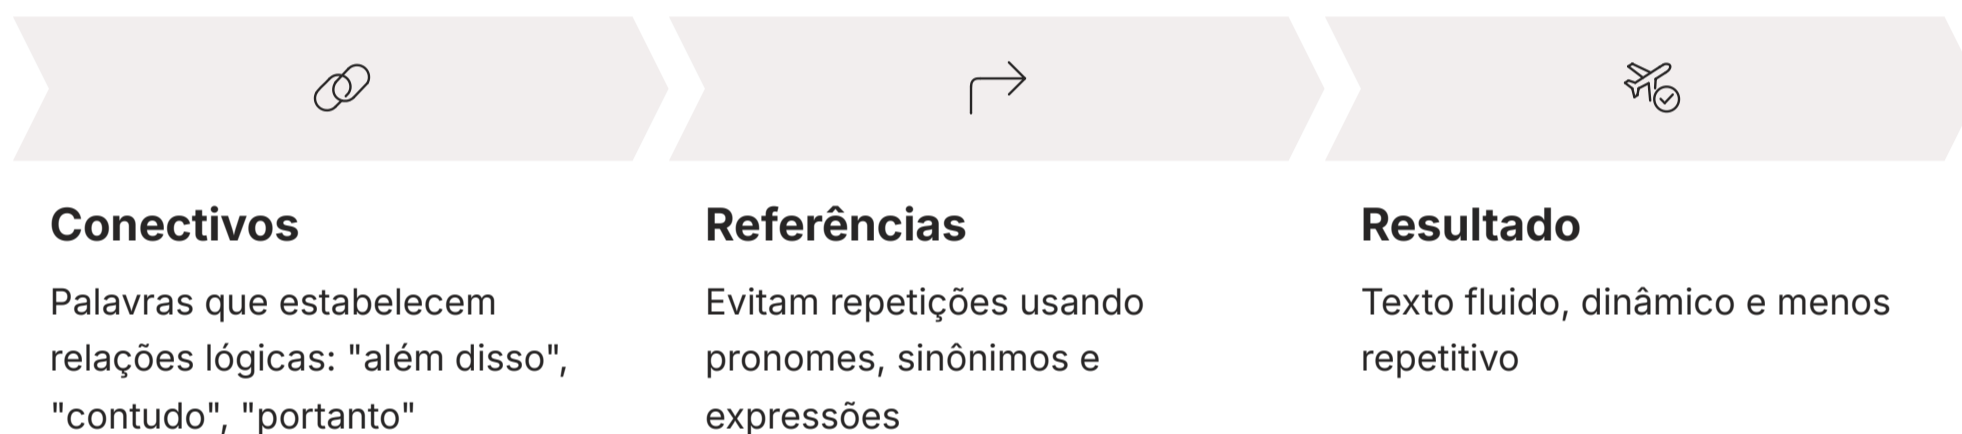 Conectivos
Palavras que estabelecem
relações lógicas: "além disso",
"contudo", "portanto"
Referências
Evitam repetições usando
pronomes, sinônimos e
expressões
Resultado
Texto fluido, dinâmico e menos
repetitivo